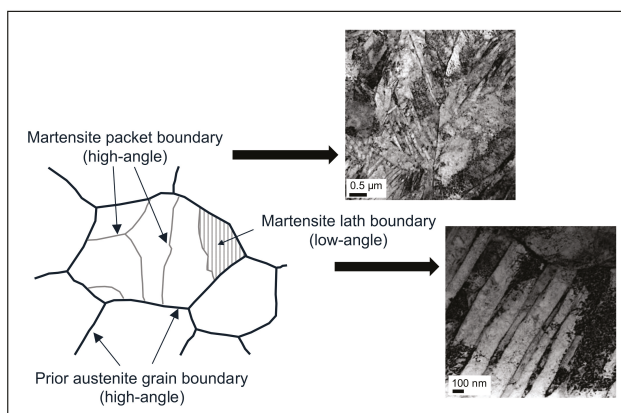 Martensite packet boundary
(high-angle)
0.5 µm
Martensite lath boundary
(low-angle)
100 nm
Prior austenite grain boundary
(high-angle)